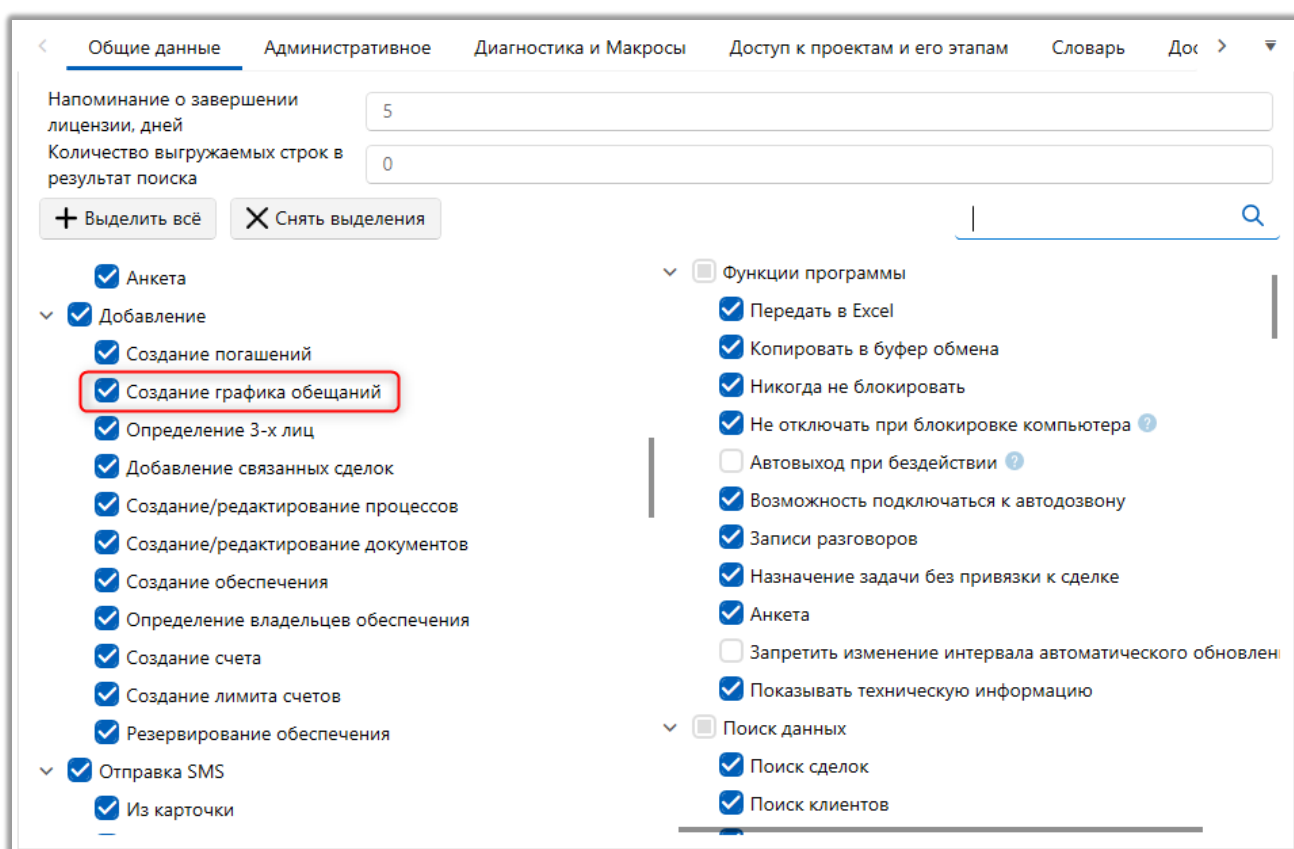 Общие данные Административное Диагностика и Макросы Доступ к проектам и его этапам Словарь Дос
Напоминание о завершении
лицензии, дней
5
Количество выгружаемых строк в
результат поиска
0
Выделить всё Снять выделения
Анкета
Добавление
Создание погашений
Создание графика обещаний
Определение 3-х лиц
Добавление связанных сделок
Создание/редактирование процессов
Создание/редактирование документов
Создание обеспечения
Определение владельцев обеспечения
Создание счета
Создание лимита счетов
Резервирование обеспечения
Отправка SMS
Из карточки
Функции программы
Передать в Excel
Копировать в буфер обмена
Никогда не блокировать
Не отключать при блокировке компьютера ?
Автовыход при бездействии ?
Возможность подключаться к автодозвону
Записи разговоров
Назначение задачи без привязки к сделке
Анкета
Запретить изменение интервала автоматического обновлен
Показывать техническую информацию
Поиск данных
Поиск сделок
Поиск клиентов